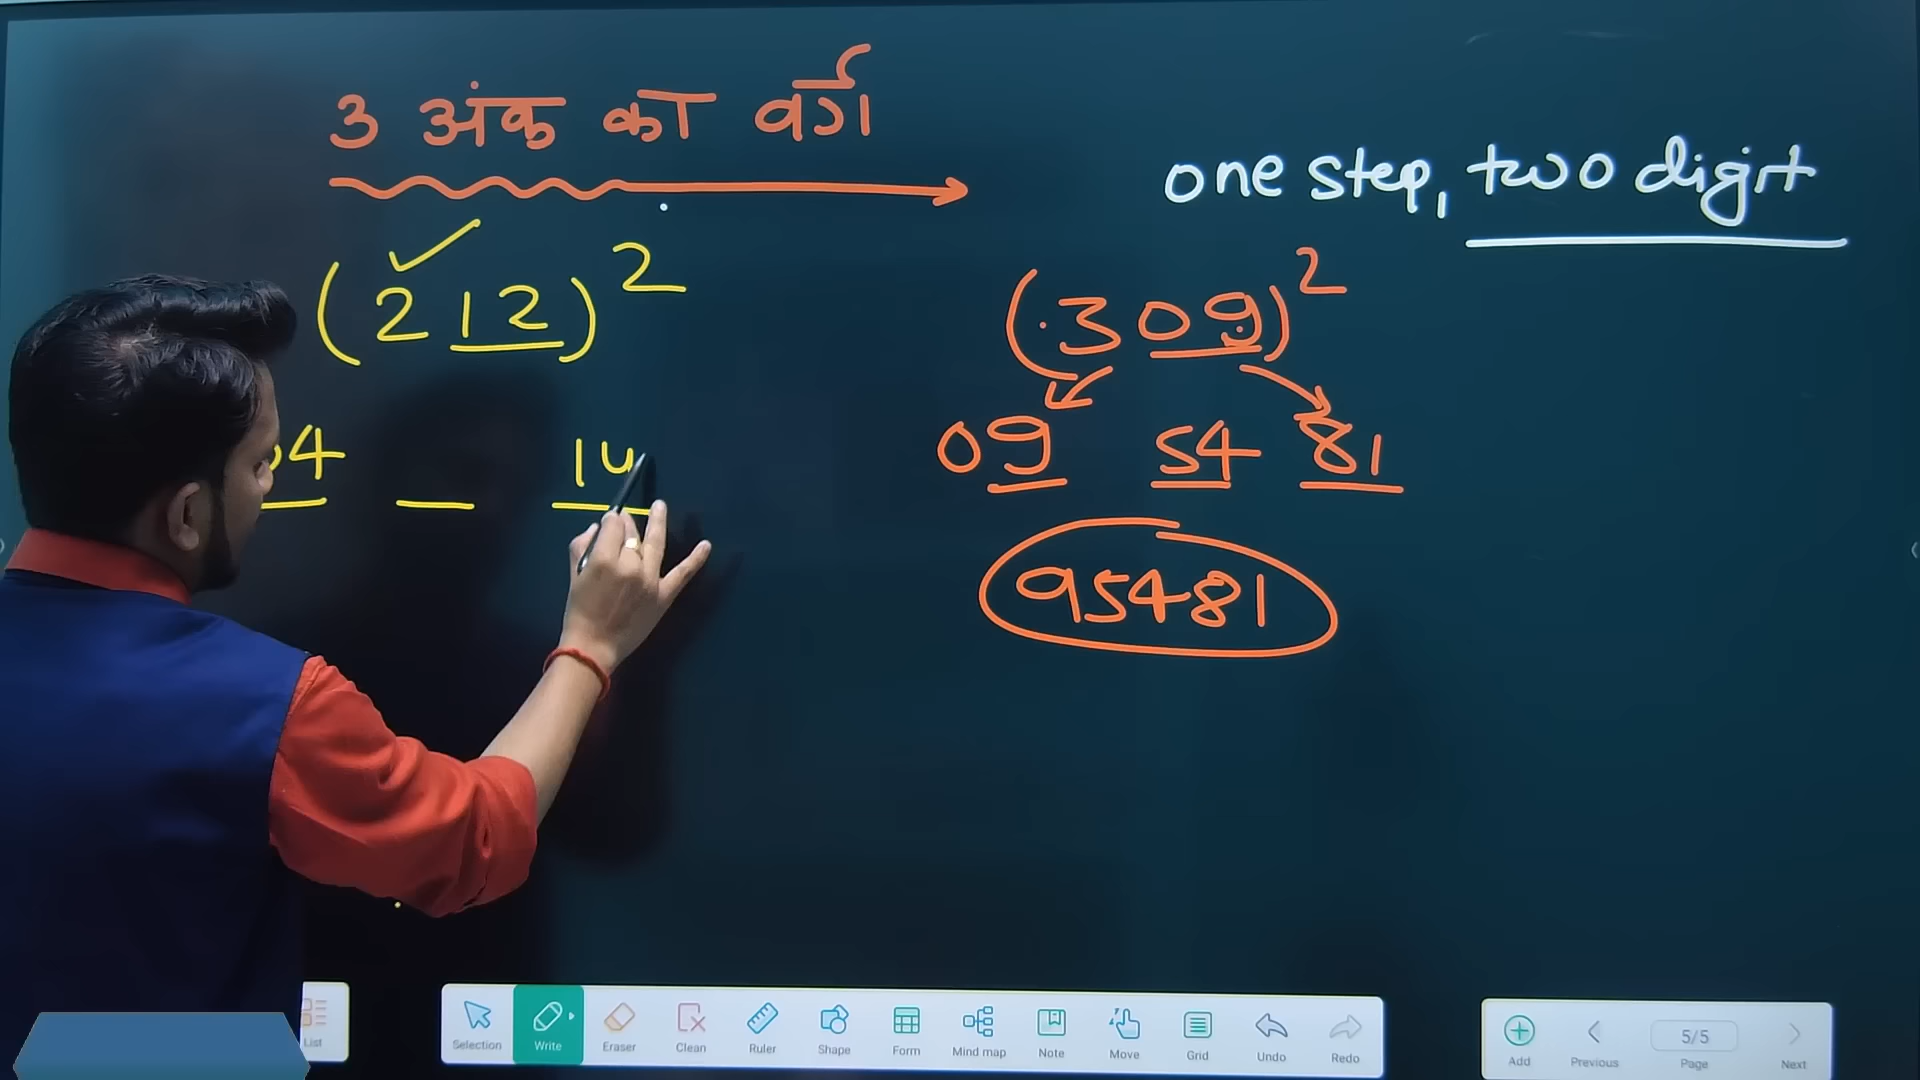 3 अंक का वर्ग
one step, two digit
(212)²
(309)²
04 14
09 54 81
95481
List
Selection
Write
Eraser
Clean
Ruler
Shape
Form
Mind map
Note
Move
Grid
Undo
Redo
Add
Previous
5/5
Page
Next